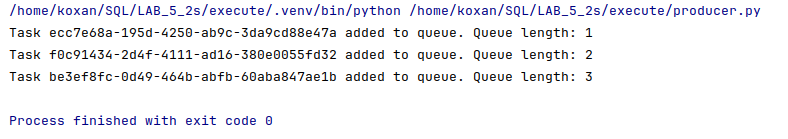 /home/koxan/SQL/LAB_5_2s/execute/.venv/bin/python /home/koxan/SQL/LAB_5_2s/execute/producer.py
Task ecc7e68a-195d-4250-ab9c-3da9cd88e47a added to queue. Queue length: 1
Task f0c91434-2d4f-4111-ad16-380e0055fd32 added to queue. Queue length: 2
Task be3ef8fc-0d49-464b-abfb-60aba847ae1b added to queue. Queue length: 3
Process finished with exit code 0